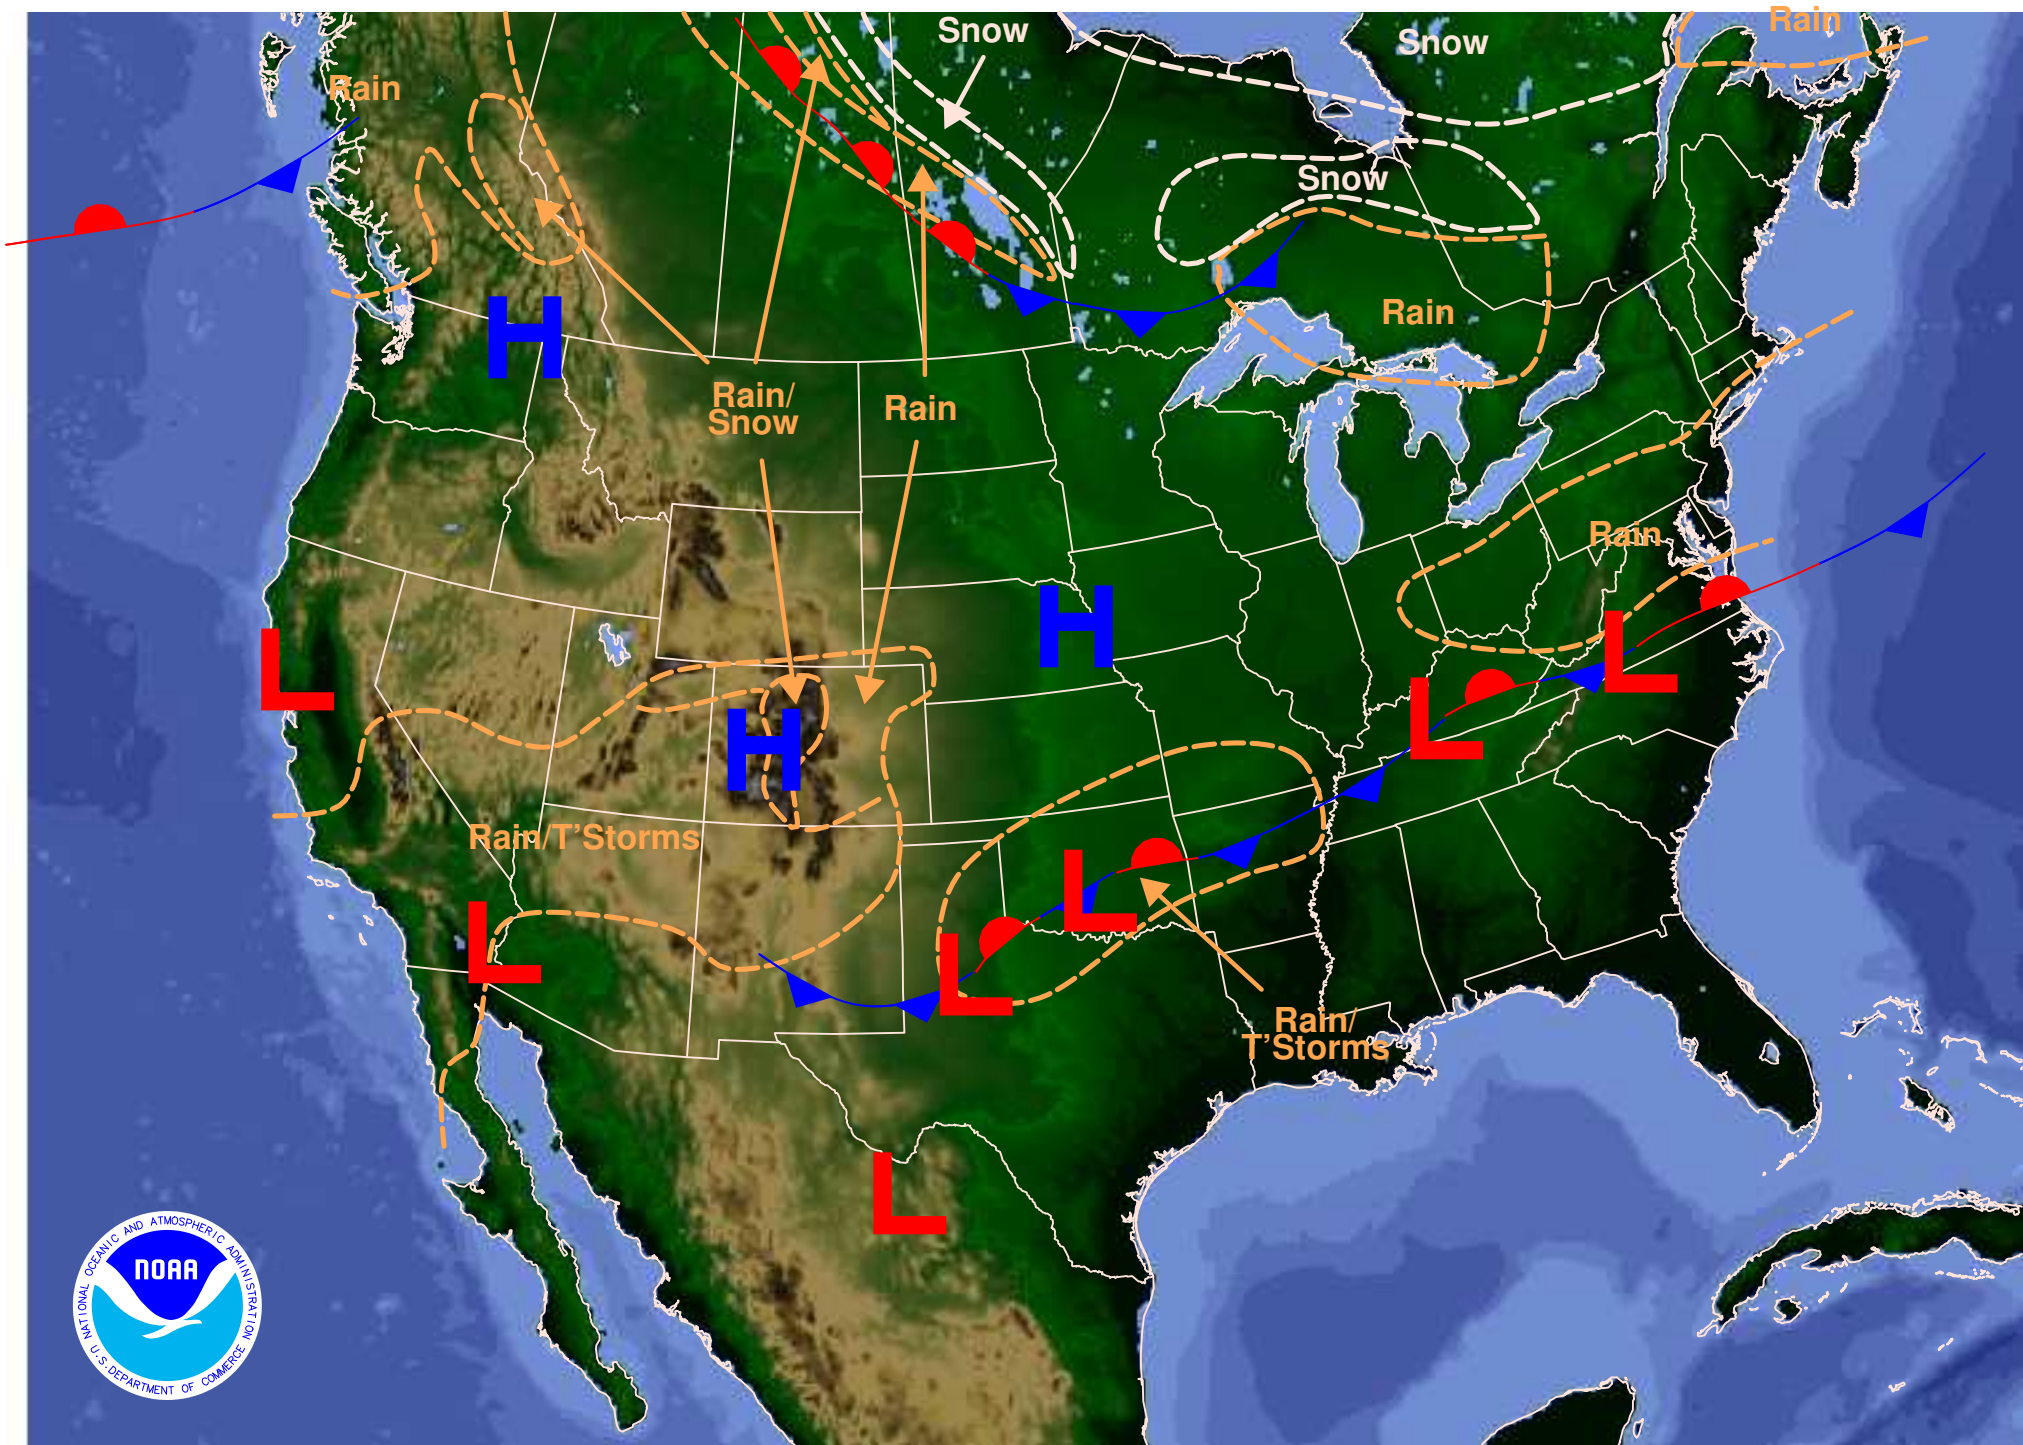 Rain
Snow
Snow
Rain
Snow
Rain
Rain/
Snow
Rain
Rain
Rain/T'Storms
Rain/
T'Storms
H
H
H
L
L
L
L
L
L
L
NATIONAL OCEANIC AND ATMOSPHERIC ADMINISTRATION
NOAA
U.S. DEPARTMENT OF COMMERCE